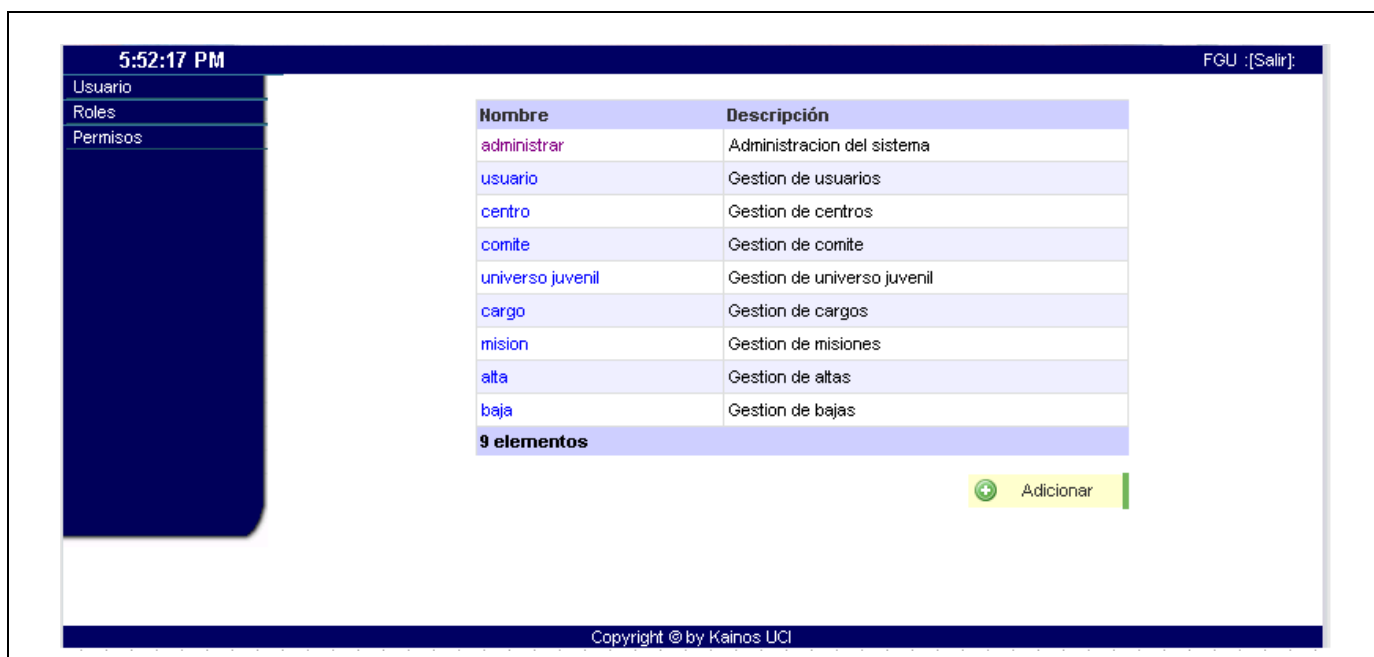 5:52:17 PM FGU :[Salir]:
Usuario
Roles
Permisos
Nombre Descripción
administrar Administracion del sistema
usuario Gestion de usuarios
centro Gestion de centros
comite Gestion de comite
universo juvenil Gestion de universo juvenil
cargo Gestion de cargos
mision Gestion de misiones
alta Gestion de altas
baja Gestion de bajas
9 elementos
Adicionar
Copyright © by Kainos UCI